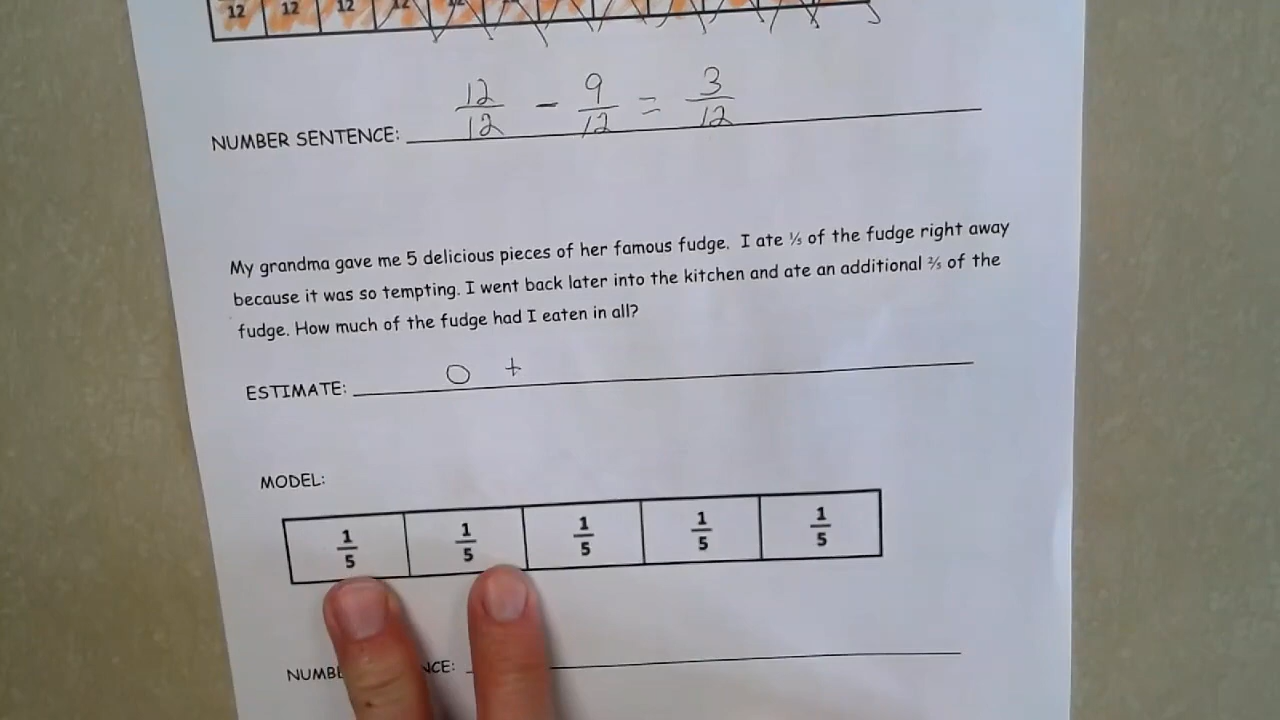 12 12 12 12 12
12/12 - 9/12 = 3/12
NUMBER SENTENCE:
My grandma gave me 5 delicious pieces of her famous fudge. I ate ⅕ of the fudge right away
because it was so tempting. I went back later into the kitchen and ate an additional ⅖ of the
fudge. How much of the fudge had I eaten in all?
ESTIMATE: 0 +
MODEL:
1/5 1/5 1/5 1/5 1/5